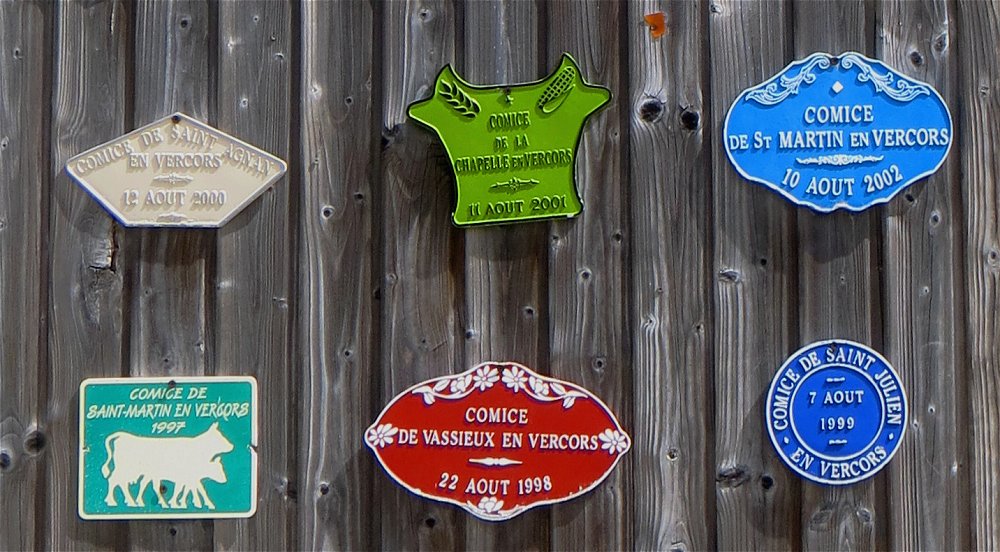 COMICE DE SAINT AGNAN
EN VERCORS
12 AOUT 2000
COMICE
DE LA
CHAPELLE EN VERCORS
11 AOUT 2001
COMICE
DE ST MARTIN EN VERCORS
10 AOUT 2002
COMICE DE
SAINT-MARTIN EN VERCORS
1997
COMICE
DE VASSIEUX EN VERCORS
22 AOUT 1998
COMICE DE SAINT JULIEN
7 AOUT
1999
• EN VERCORS •